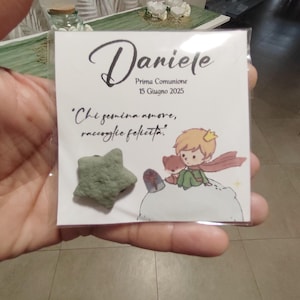 Daniele
Prima Comunione
15 Giugno 2025
"Chi semina amore,
raccoglie felicità"